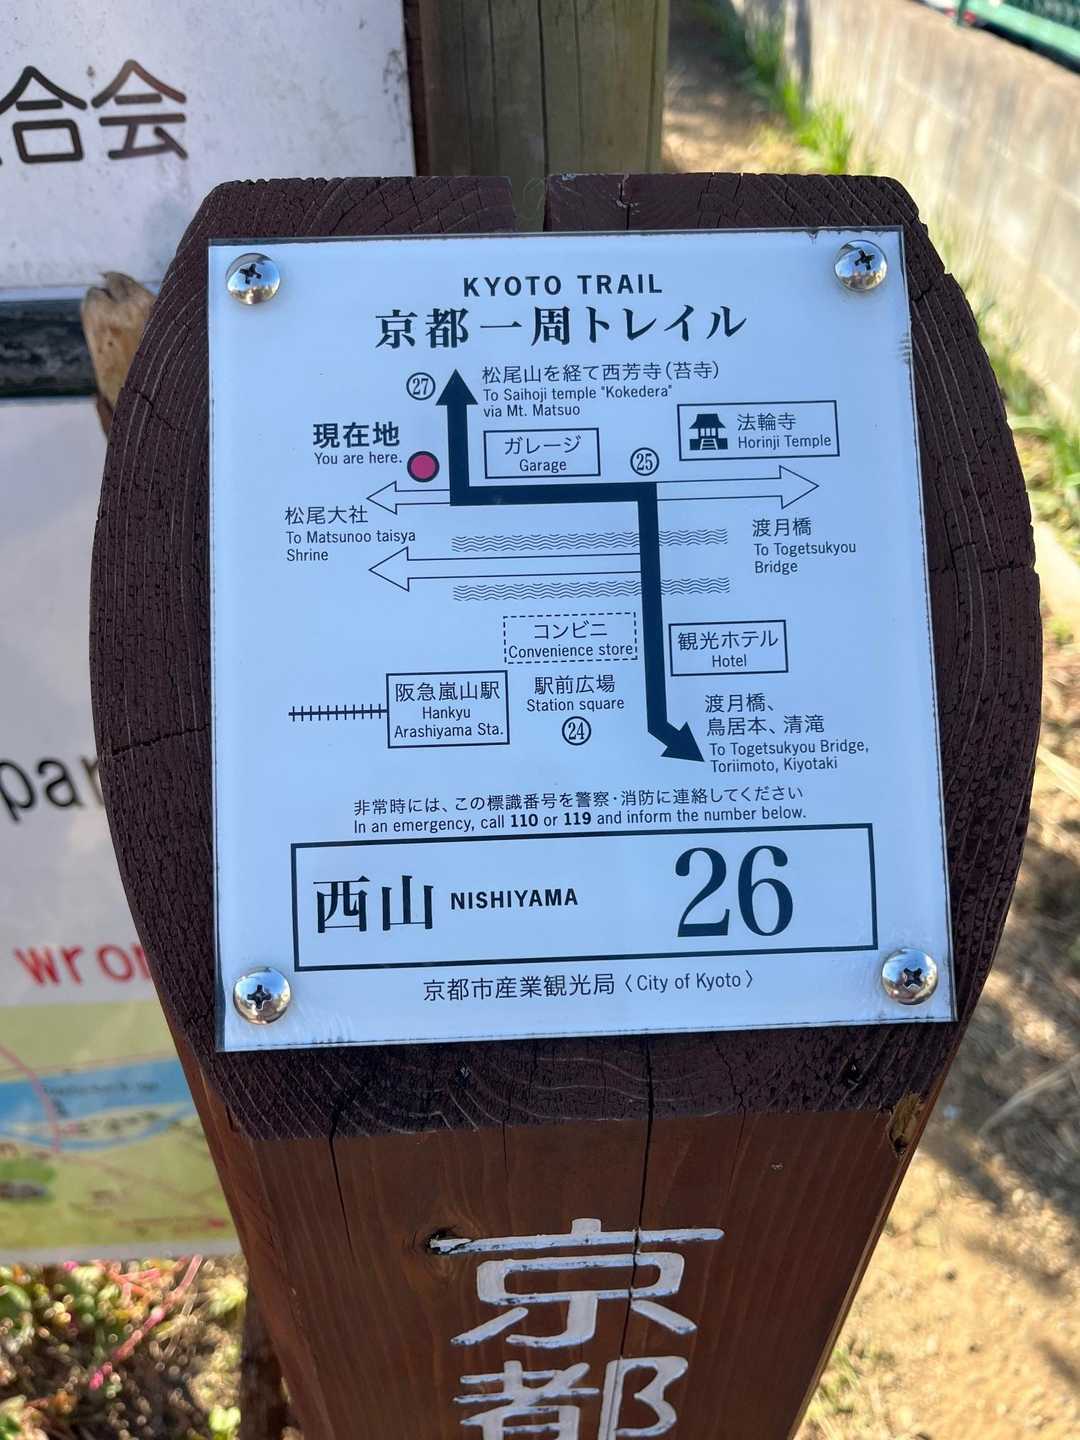 合会
KYOTO TRAIL
京都一周トレイル
㉗
松尾山を経て西芳寺(苔寺)
To Saihoji temple "Kokedera"
via Mt. Matsuo
現在地
You are here.
ガレージ
Garage
㉕
法輪寺
Horinji Temple
松尾大社
To Matsunoo taisya
Shrine
渡月橋
To Togetsukyou
Bridge
コンビニ
Convenience store
観光ホテル
Hotel
阪急嵐山駅
Hankyu
Arashiyama Sta.
駅前広場
Station square
㉔
渡月橋、
鳥居本、清滝
To Togetsukyou Bridge,
Toriimoto, Kiyotaki
非常時には、この標識番号を警察・消防に連絡してください
In an emergency, call 110 or 119 and inform the number below.
西山 NISHIYAMA 26
京都市産業観光局〈City of Kyoto〉
京都